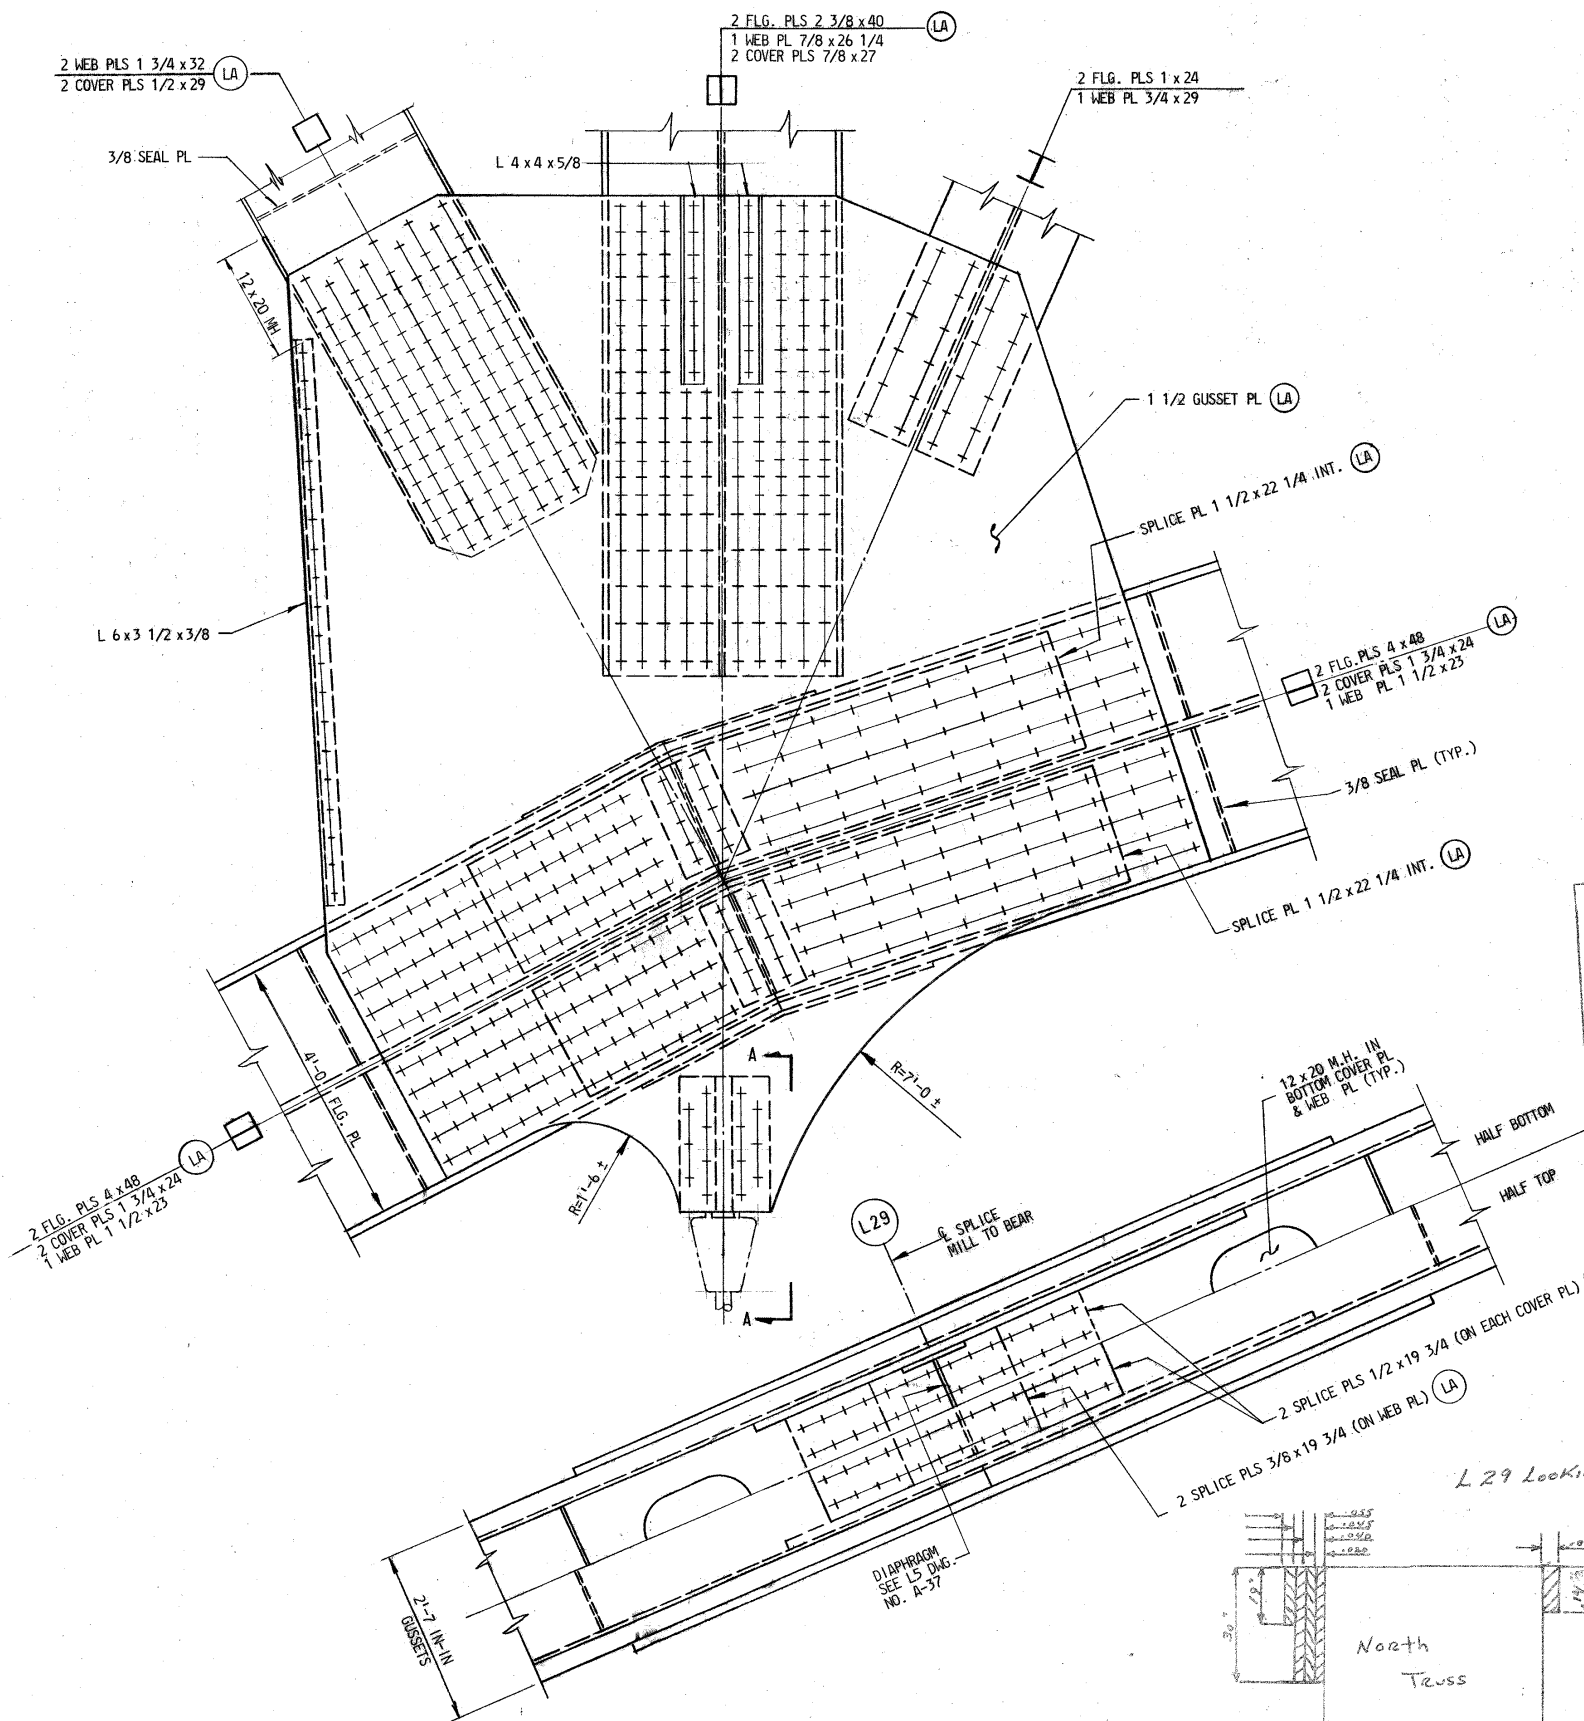 2 FLG. PLS 2 3/8 x 40
1 WEB PL 7/8 x 26 1/4
2 COVER PLS 7/8 x 27
LA
2 WEB PLS 1 3/4 x 32
2 COVER PLS 1/2 x 29
LA
2 FLG. PLS 1 x 24
1 WEB PL 3/4 x 29
3/8 SEAL PL
L 4 x 4 x 5/8
12 x 20 MH
1 1/2 GUSSET PL LA
SPLICE PL 1 1/2 x 22 1/4 INT. LA
L 6 x 3 1/2 x 3/8
2 FLG. PLS 4 x 48
2 COVER PLS 1 3/4 x 24
1 WEB PL 1 1/2 x 23
LA
3/8 SEAL PL (TYP.)
SPLICE PL 1 1/2 x 22 1/4 INT. LA
4'-0 FLG. PL
A
R=7'-0 ±
12 x 20 M.H. IN
BOTTOM COVER PL
& WEB PL (TYP.)
HALF BOTTOM
HALF TOP
2 FLG. PLS 4 x 48
2 COVER PLS 1 3/4 x 24
1 WEB PL 1 1/2 x 23
LA
R=1'-6 ±
L29
℄ SPLICE
MILL TO BEAR
A
2 SPLICE PLS 1/2 x 19 3/4 (ON EACH COVER PL)
2 SPLICE PLS 3/8 x 19 3/4 (ON WEB PL) LA
DIAPHRAGM
SEE LS DWG.
NO. A-37
2'-7 IN-IN
GUSSETS
.055
.045
.040
.020
30"
North
Truss